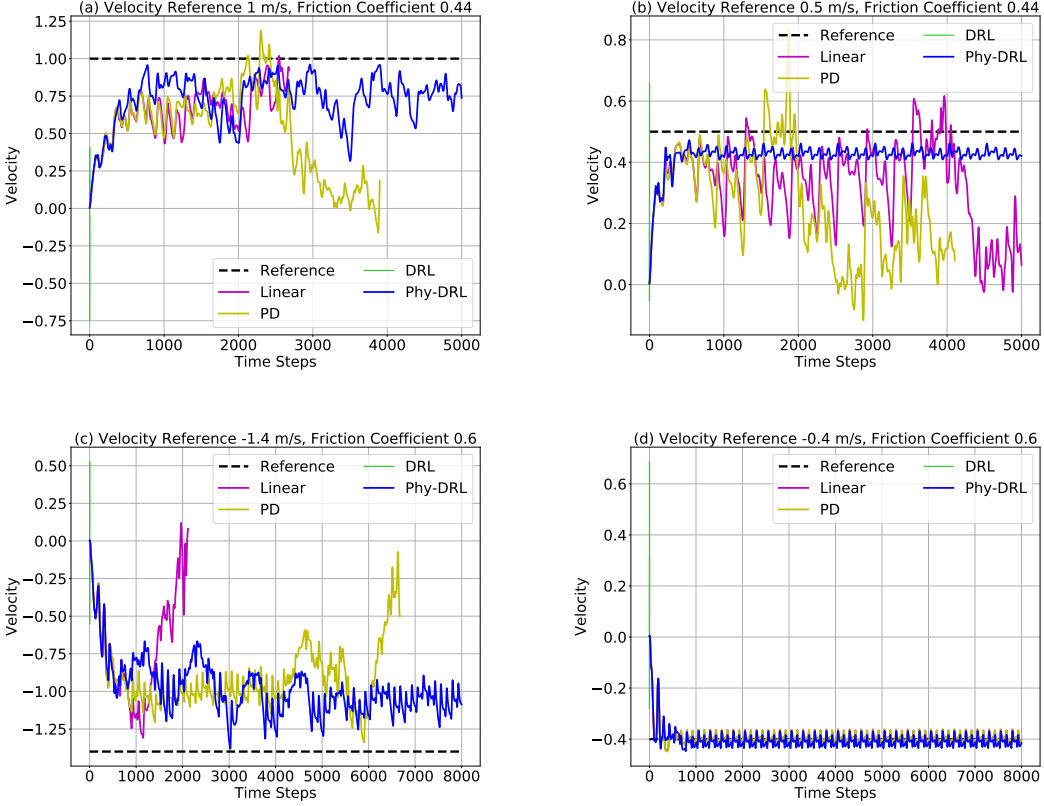 (a) Velocity Reference 1 m/s, Friction Coefficient 0.44
1.25
1.00
0.75
0.50
0.25
0.00
−0.25
−0.50
−0.75
Velocity
Reference
Linear
PD
DRL
Phy-DRL
0
1000
2000
3000
4000
5000
Time Steps
(b) Velocity Reference 0.5 m/s, Friction Coefficient 0.44
0.8
0.6
0.4
0.2
0.0
Velocity
Reference
Linear
PD
DRL
Phy-DRL
0
1000
2000
3000
4000
5000
Time Steps
(c) Velocity Reference -1.4 m/s, Friction Coefficient 0.6
0.50
0.25
0.00
−0.25
−0.50
−0.75
−1.00
−1.25
Velocity
Reference
Linear
PD
DRL
Phy-DRL
0
1000
2000
3000
4000
5000
6000
7000
8000
Time Steps
(d) Velocity Reference -0.4 m/s, Friction Coefficient 0.6
0.6
0.4
0.2
0.0
−0.2
−0.4
Velocity
Reference
Linear
PD
DRL
Phy-DRL
0
1000
2000
3000
4000
5000
6000
7000
8000
Time Steps